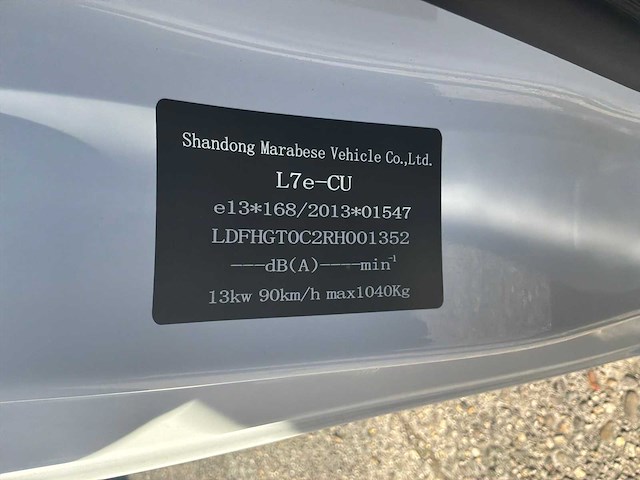 Shandong Marabese Vehicle Co.,Ltd.
L7e-CU
e13*168/2013*01547
LDFHGT0C2RH001352
---dB(A)----min-1
13kw 90km/h max1040Kg